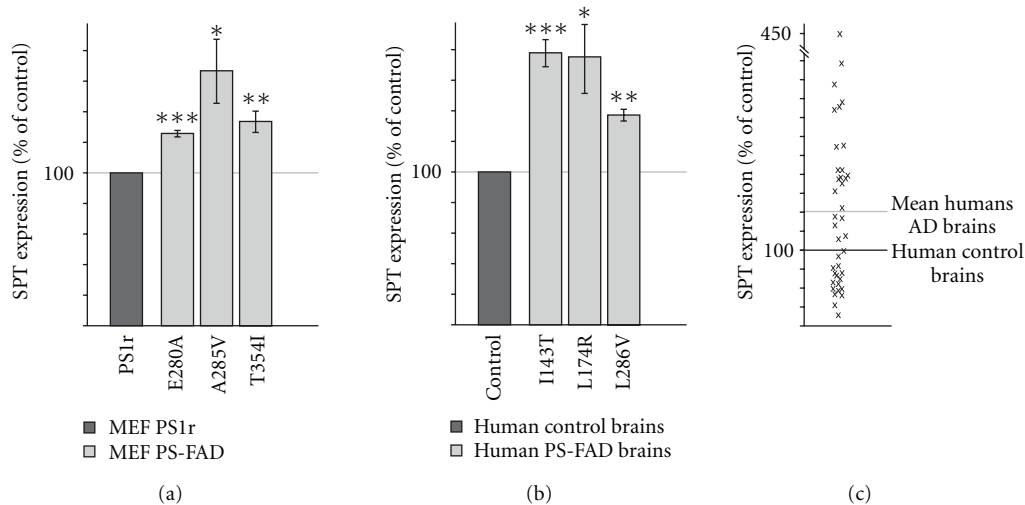 SPT expression (% of control)
100
***
*
**
PS1r
E280A
A285V
T354I
MEF PS1r
MEF PS-FAD
(a)
SPT expression (% of control)
100
***
*
**
Control
I143T
L174R
L286V
Human control brains
Human PS-FAD brains
(b)
SPT expression (% of control)
450
100
Mean humans
AD brains
Human control
brains
(c)